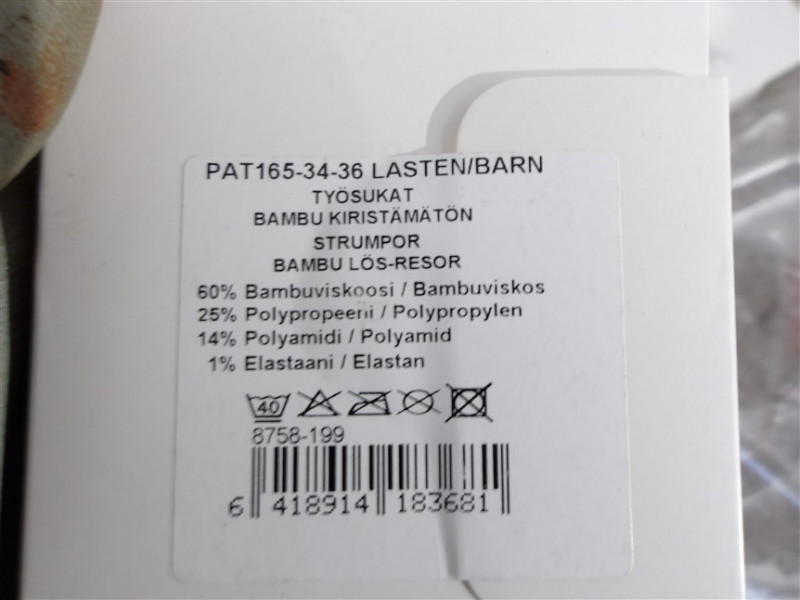 PAT165-34-36 LASTEN/BARN
TYÖSUKAT
BAMBU KIRISTÄMÄTÖN
STRUMPOR
BAMBU LÖS-RESOR
60% Bambuviskoosi / Bambuviskos
25% Polypropeeni / Polypropylen
14% Polyamidi / Polyamid
1% Elastaani / Elastan
40
8758-199
6 418914 183681